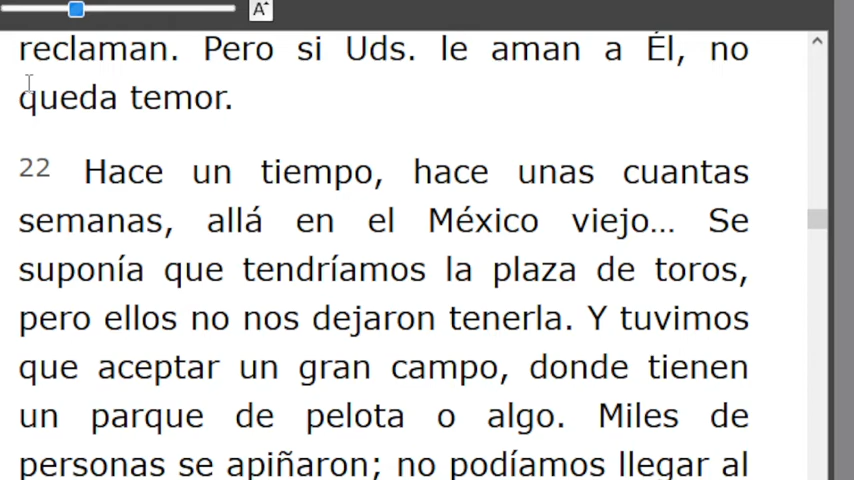 A
reclaman. Pero si Uds. le aman a Él, no
queda temor.
22 Hace un tiempo, hace unas cuantas
semanas, allá en el México viejo... Se
suponía que tendríamos la plaza de toros,
pero ellos no nos dejaron tenerla. Y tuvimos
que aceptar un gran campo, donde tienen
un parque de pelota o algo. Miles de
personas se apiñaron; no podíamos llegar al